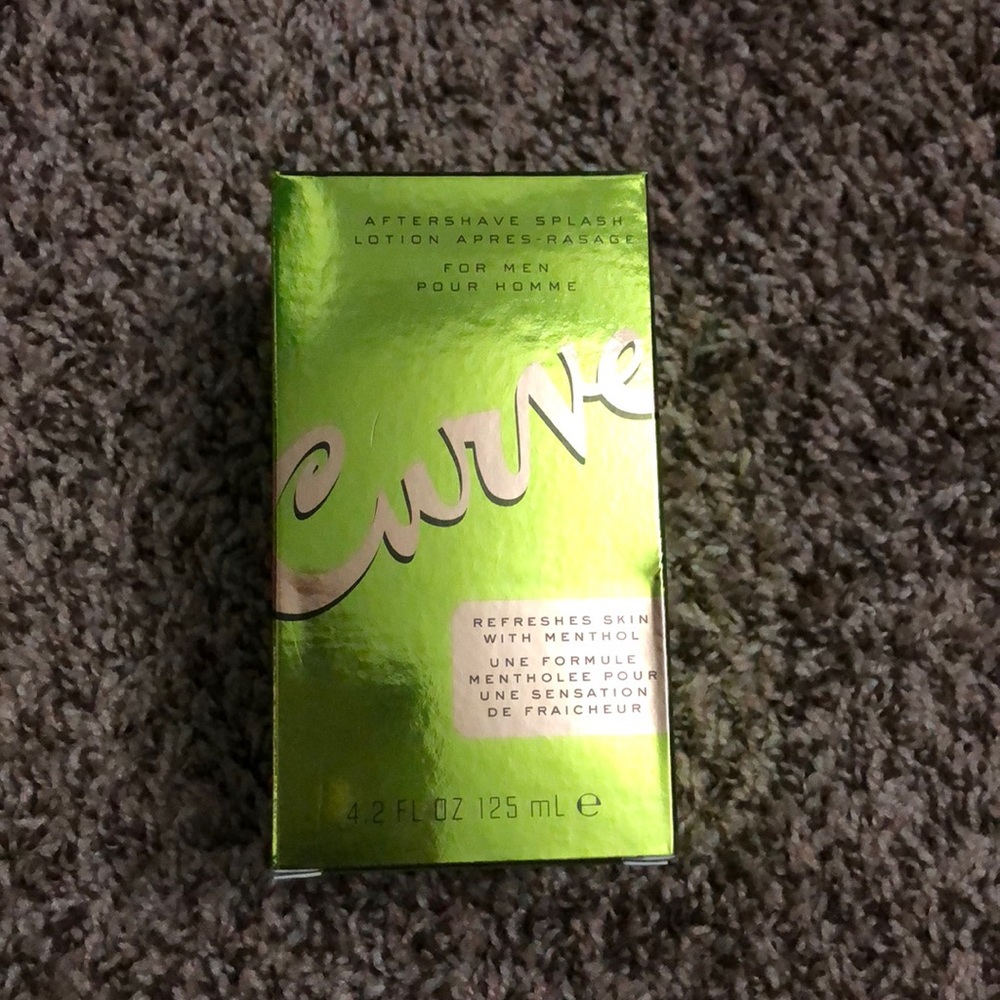 AFTERSHAVE SPLASH
LOTION APRES-RASAGE
FOR MEN
POUR HOMME
Curve
REFRESHES SKIN
WITH MENTHOL
UNE FORMULE
MENTHOLEE POUR
UNE SENSATION
DE FRAICHEUR
4.2 FL OZ 125 mL ℮